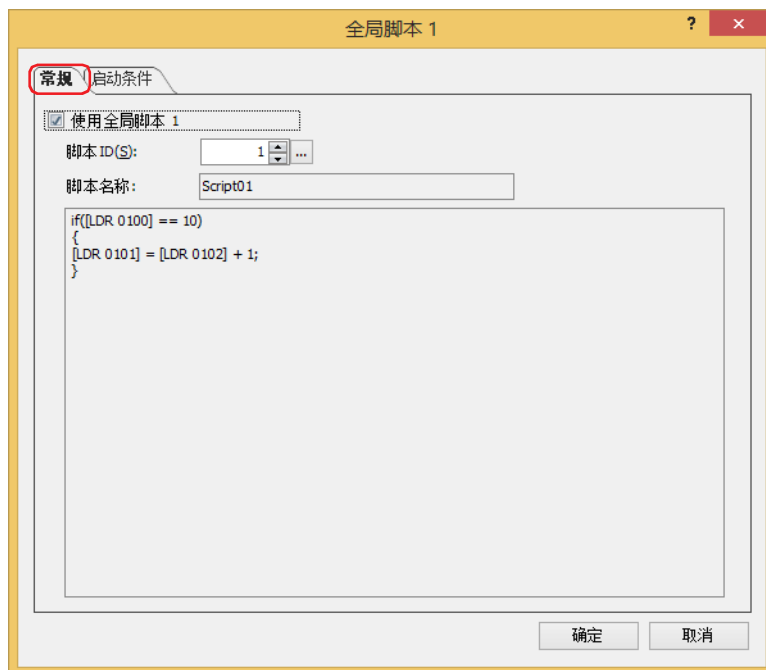 全局脚本 1
?
×
常规
启动条件
使用全局脚本 1
脚本 ID(S):
1
...
脚本名称:
Script01
if([LDR 0100] == 10)
{
[LDR 0101] = [LDR 0102] + 1;
}
确定
取消